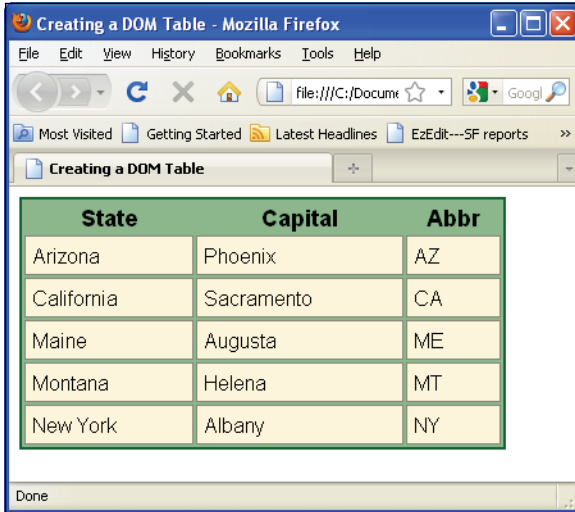 Creating a DOM Table - Mozilla Firefox
File Edit View History Bookmarks Tools Help
file:///C:/Docume Googl
Most Visited Getting Started Latest Headlines EzEdit---SF reports »
Creating a DOM Table
State Capital Abbr
Arizona Phoenix AZ
California Sacramento CA
Maine Augusta ME
Montana Helena MT
New York Albany NY
Done